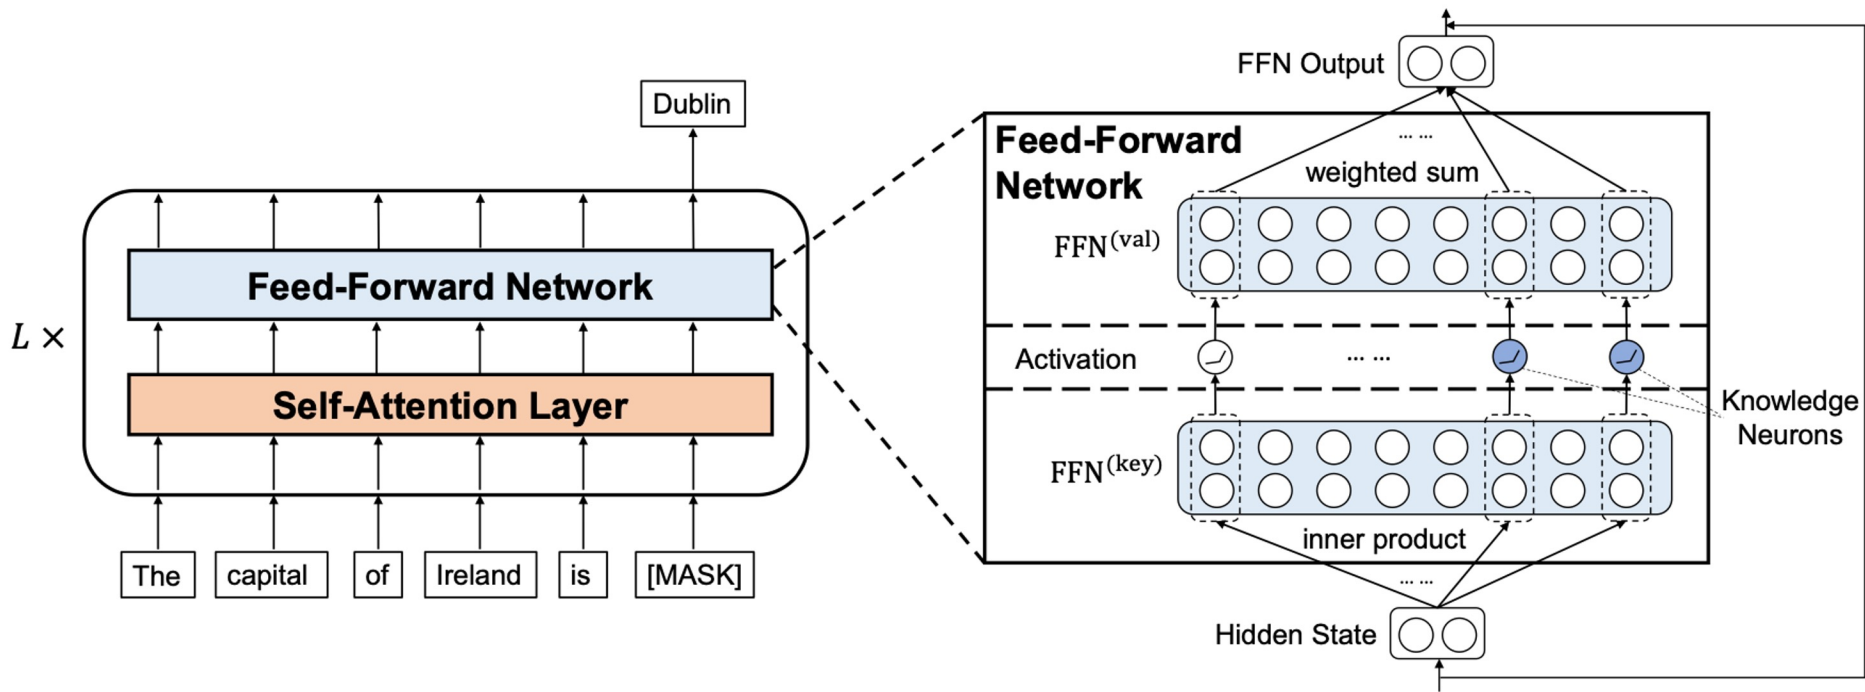 Dublin
Feed-Forward Network
L ×
Self-Attention Layer
The capital of Ireland is [MASK]
FFN Output
Feed-Forward
Network
... ...
weighted sum
FFN(val)
Activation
... ...
Knowledge
Neurons
FFN(key)
inner product
... ...
Hidden State